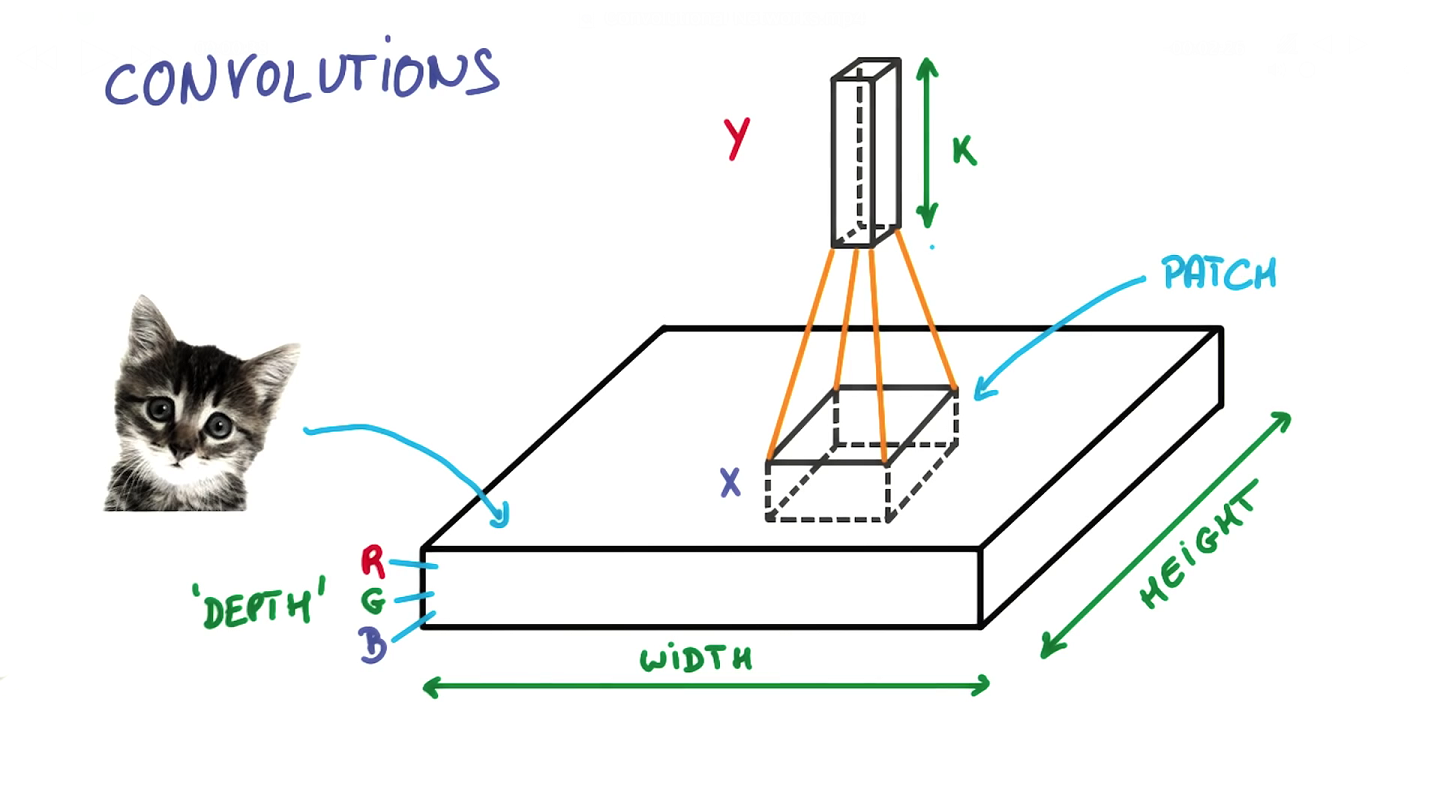 CONVOLUTIONS
Y
K
PATCH
X
R
'DEPTH' G
B
HEIGHT
WIDTH